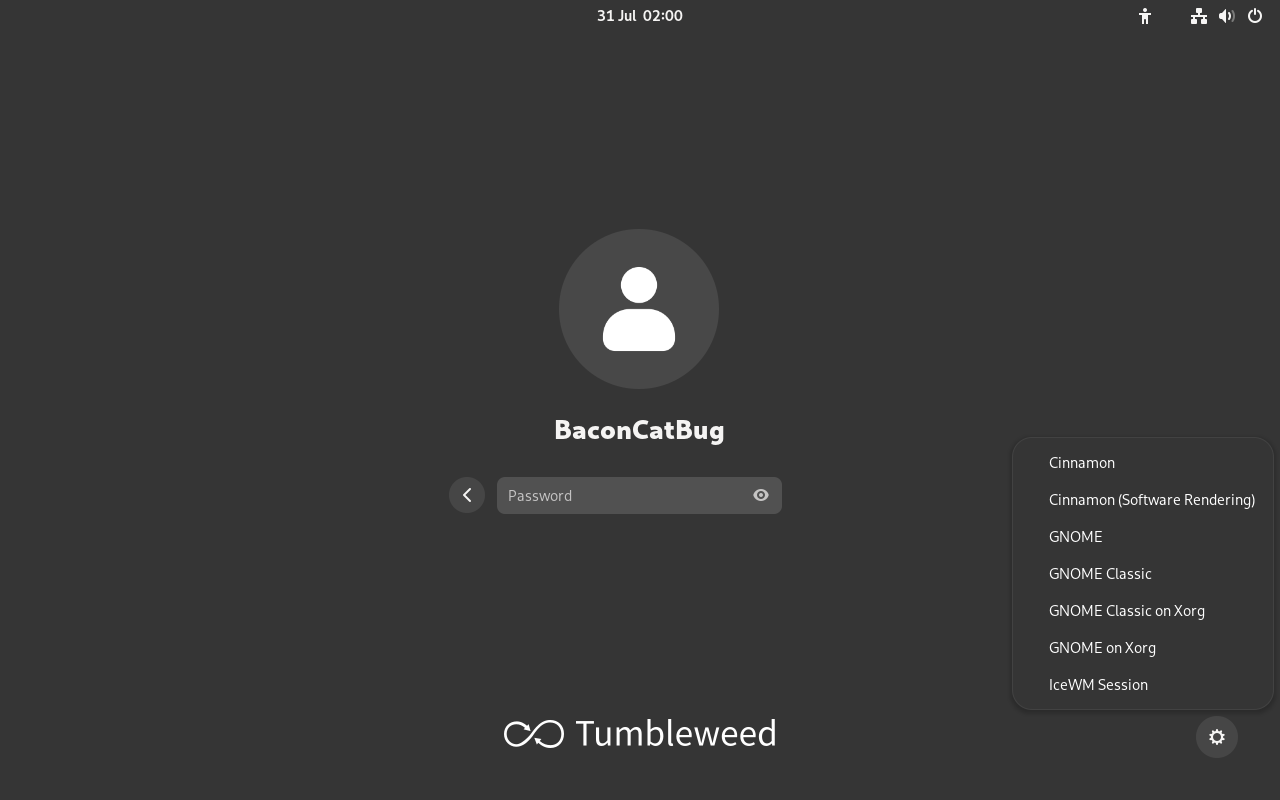 31 Jul 02:00
BaconCatBug
Password
Cinnamon
Cinnamon (Software Rendering)
GNOME
GNOME Classic
GNOME Classic on Xorg
GNOME on Xorg
IceWM Session
Tumbleweed